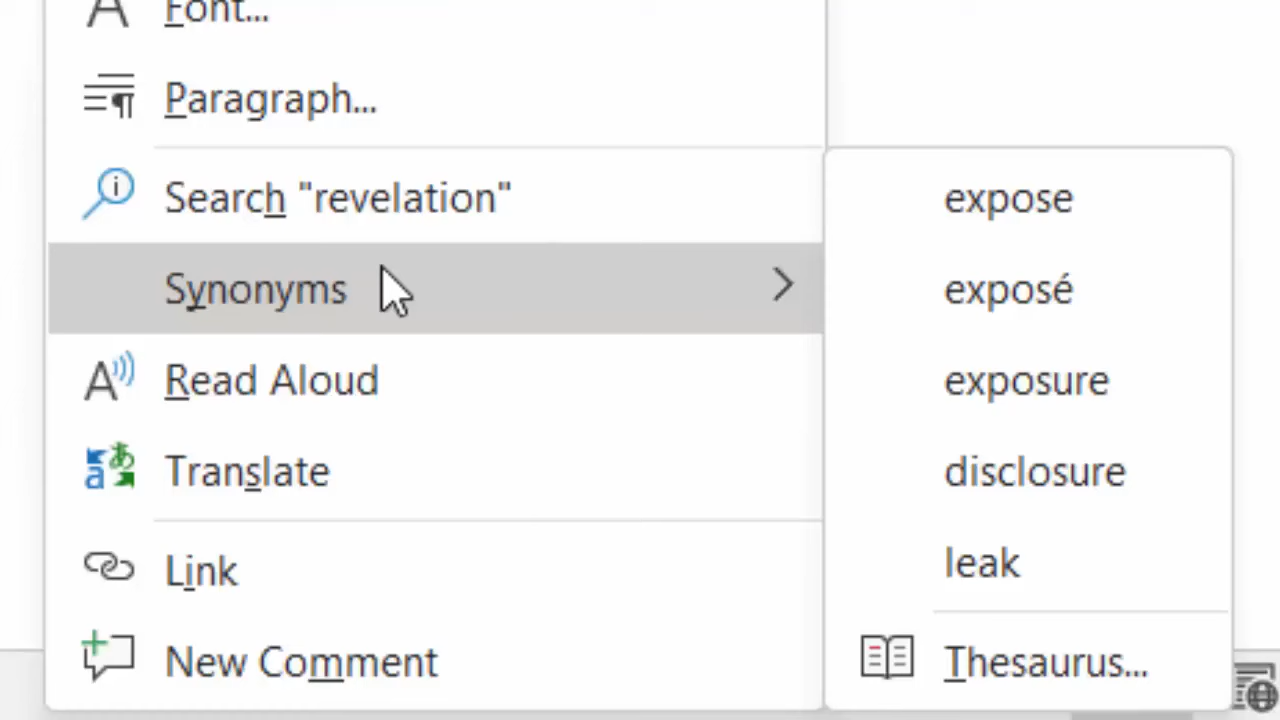 Font...
Paragraph...
Search "revelation"
Synonyms
Read Aloud
Translate
Link
New Comment
expose
exposé
exposure
disclosure
leak
Thesaurus...